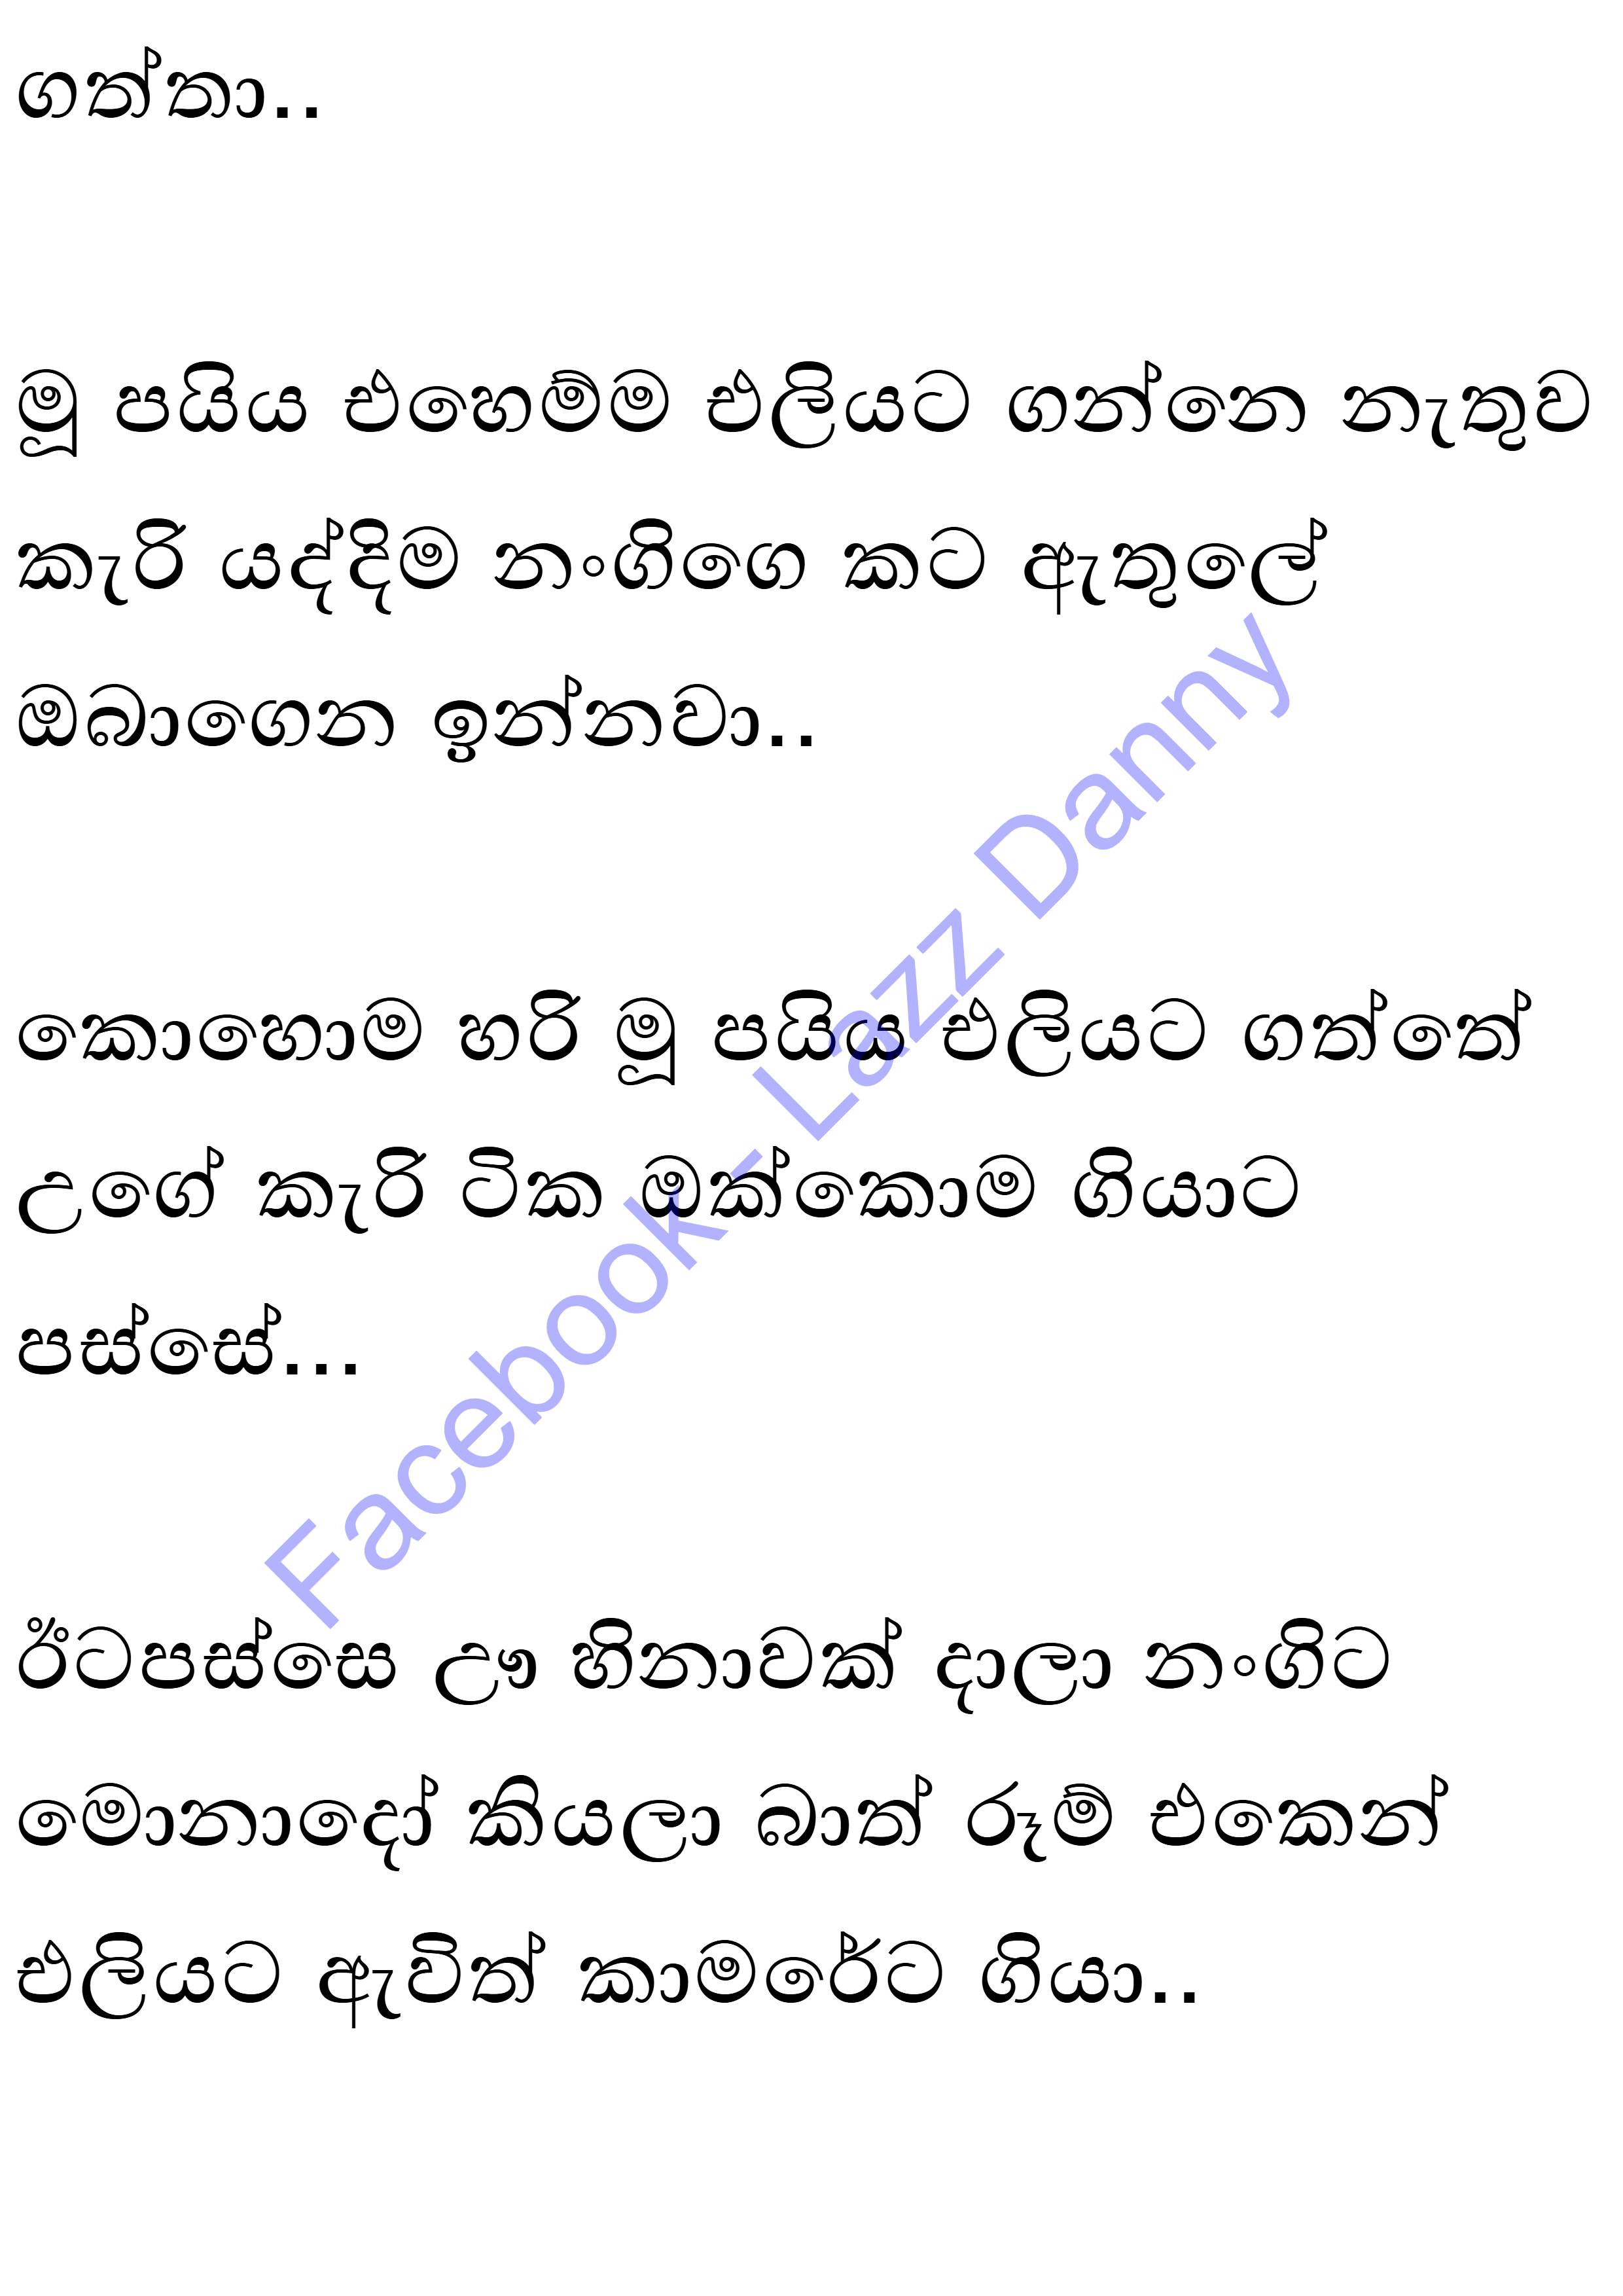 ගත්තා..
මූ පයිය එහෙම්ම එලියට ගන්නෙ නැතුව
කැරි යද්දිම නංගිගෙ කට ඇතුලේ
ඔබාගෙන ඉන්නවා..
කොහොම හරි මූ පයිය එලියට ගත්තේ
උගේ කැරි ටික ඔක්කොම ගියාට
පස්සේ...
ඊටපස්සෙ ඌ හිනාවක් දාලා නංගිට
මොනාදෝ කියලා බාත් රූම් එකෙන්
එලියට ඇවිත් කාමරේට ගියා..
Facebook - Lazz Danny